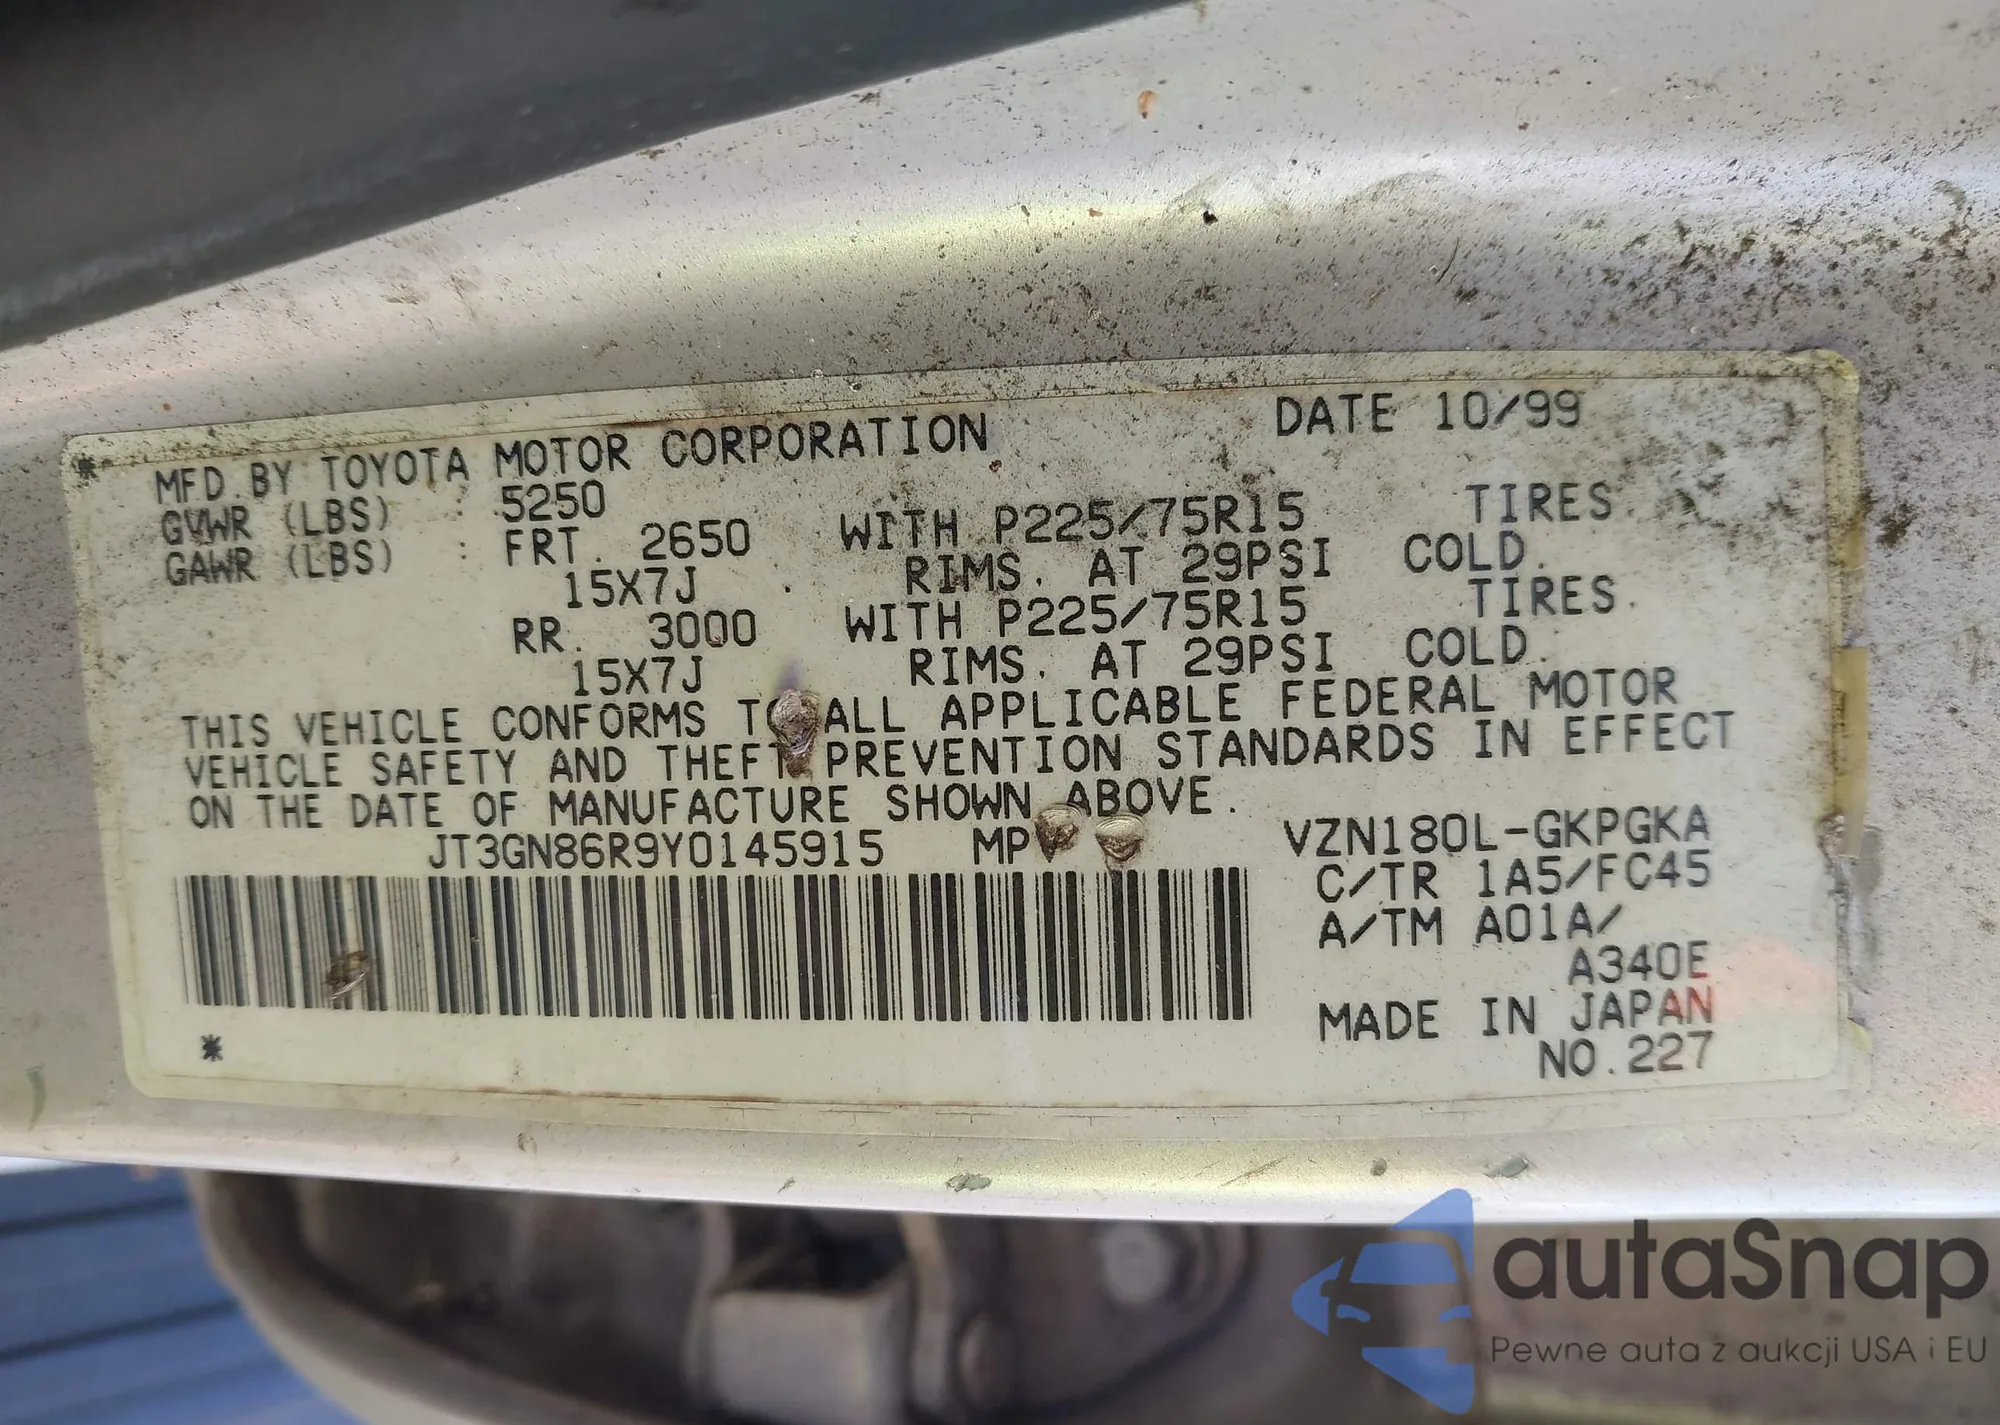 * MFD.BY TOYOTA MOTOR CORPORATION DATE 10/99
GVWR (LBS) : 5250
GAWR (LBS) : FRT. 2650 WITH P225/75R15 TIRES.
15X7J RIMS. AT 29PSI COLD.
RR. 3000 WITH P225/75R15 TIRES.
15X7J RIMS. AT 29PSI COLD.
THIS VEHICLE CONFORMS TO ALL APPLICABLE FEDERAL MOTOR
VEHICLE SAFETY AND THEFT PREVENTION STANDARDS IN EFFECT
ON THE DATE OF MANUFACTURE SHOWN ABOVE.
JT3GN86R9Y0145915 MPV VZN180L-GKPGKA
C/TR 1A5/FC45
A/TM A01A/
A340E
MADE IN JAPAN
* NO.227
autaSnap
Pewne auta z aukcji USA i EU